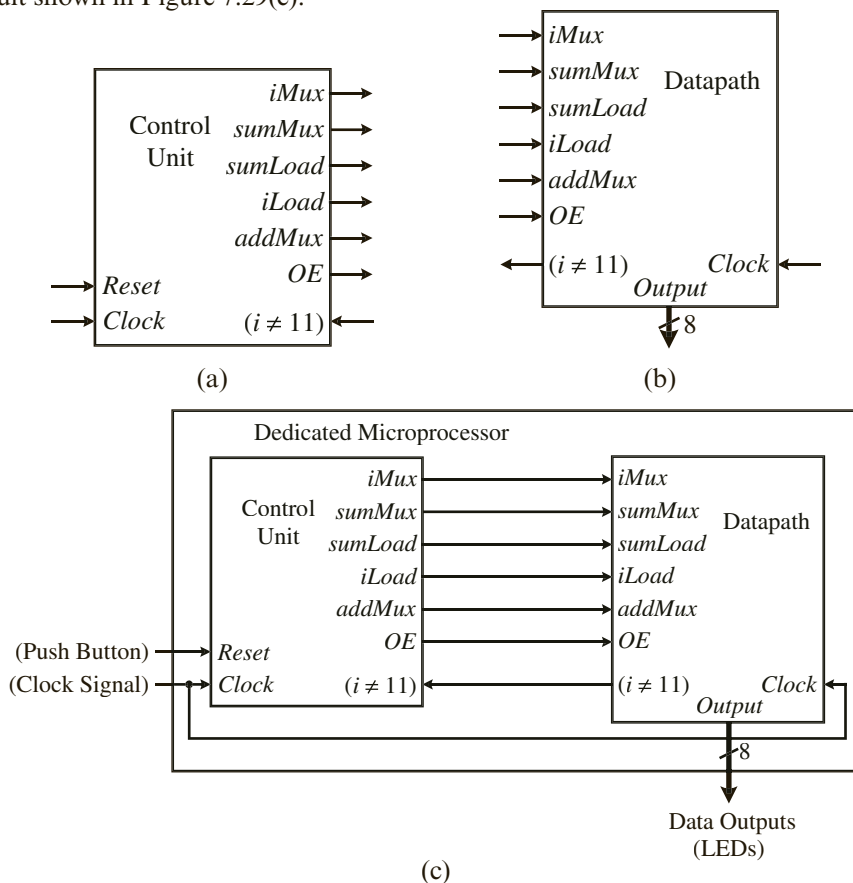 ult shown in Figure 7.29(c).
Control
Unit
iMux
sumMux
sumLoad
iLoad
addMux
OE
Reset
Clock
(i ≠ 11)
(a)
iMux
sumMux
sumLoad
iLoad
addMux
OE
Datapath
(i ≠ 11)
Clock
Output
8
(b)
Dedicated Microprocessor
Control
Unit
iMux
sumMux
sumLoad
iLoad
addMux
OE
(Push Button)
Reset
(Clock Signal)
Clock
(i ≠ 11)
iMux
sumMux
sumLoad
iLoad
addMux
OE
Datapath
(i ≠ 11)
Clock
Output
8
Data Outputs
(LEDs)
(c)